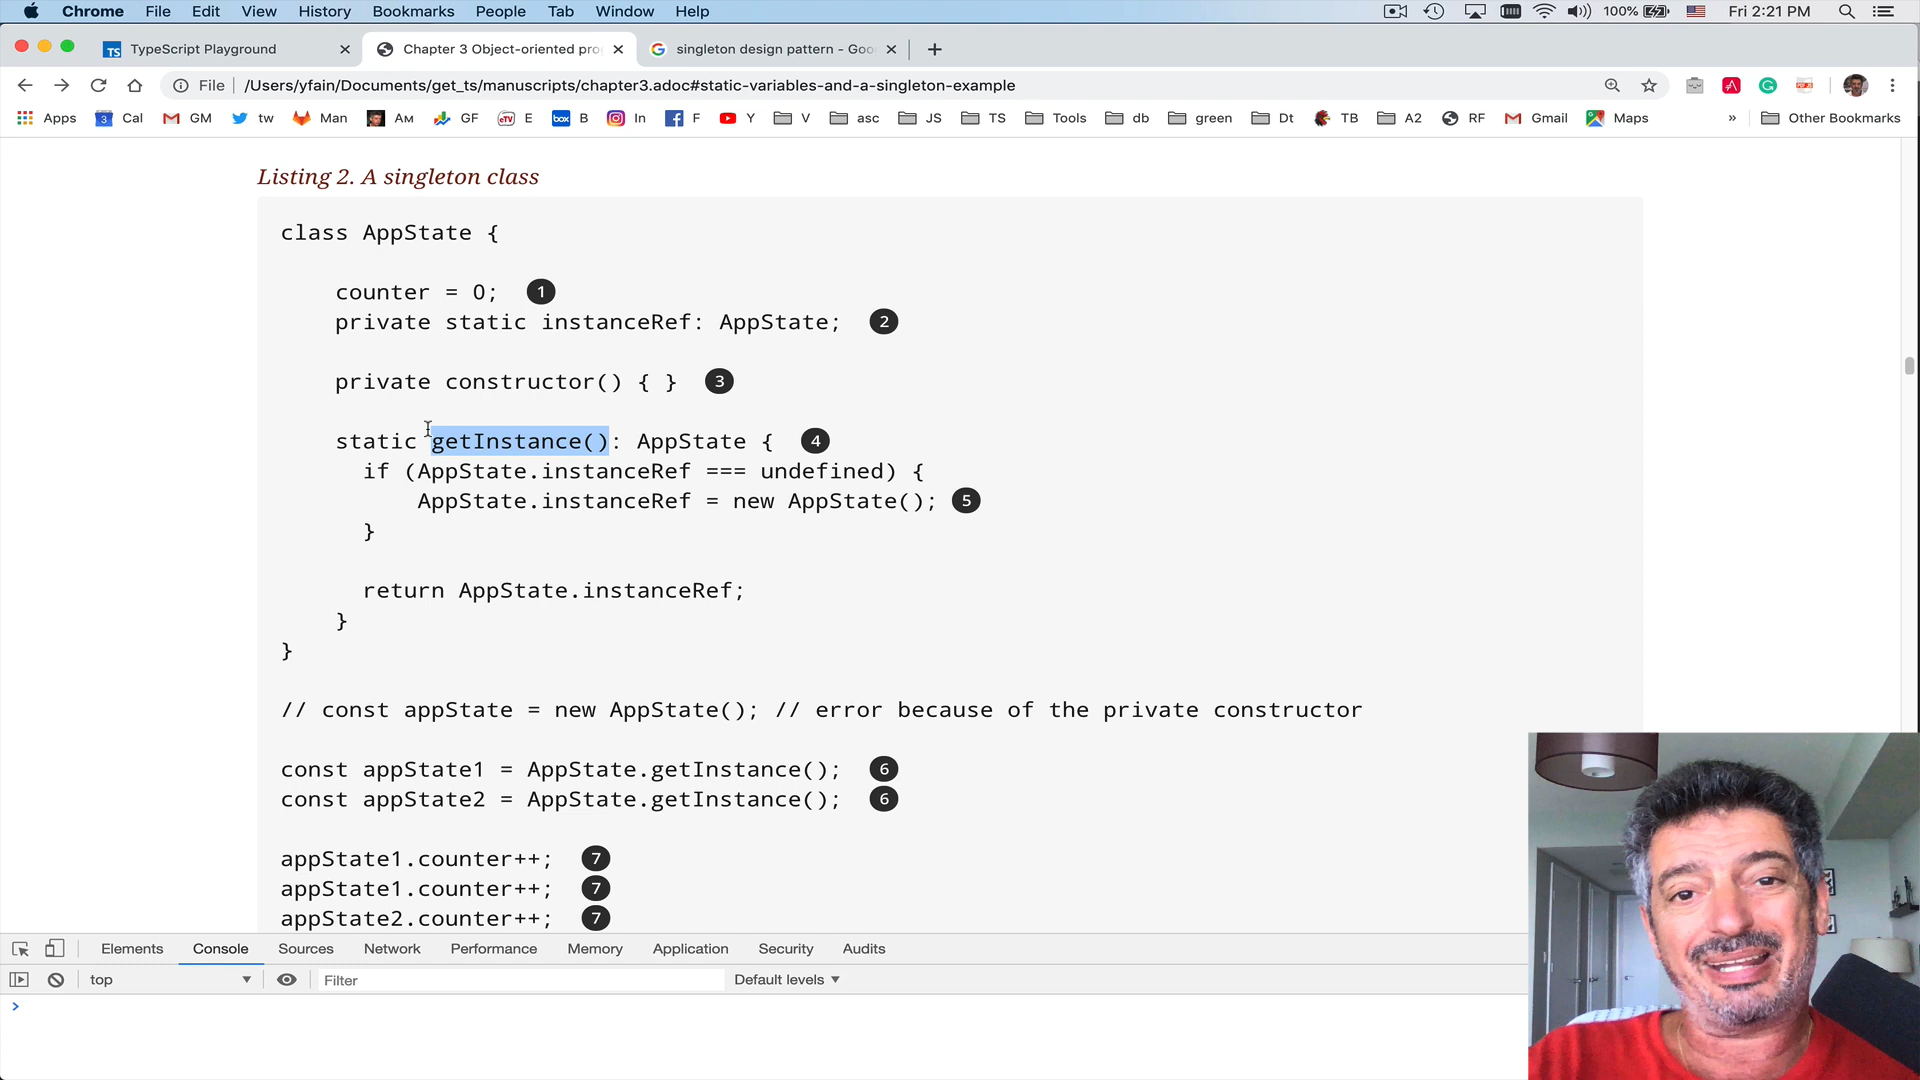 Chrome File Edit View History Bookmarks People Tab Window Help 100% Fri 2:21 PM
TS TypeScript Playground Chapter 3 Object-oriented pro singleton design pattern - Goo
File /Users/yfain/Documents/get_ts/manuscripts/chapter3.adoc#static-variables-and-a-singleton-example
Apps Cal GM tw Man Ам GF E B In F Y V asc JS TS Tools db green Dt TB A2 RF Gmail Maps » Other Bookmarks
Listing 2. A singleton class
class AppState {
counter = 0; 1
private static instanceRef: AppState; 2
private constructor() { } 3
static getInstance(): AppState { 4
if (AppState.instanceRef === undefined) {
AppState.instanceRef = new AppState(); 5
}
return AppState.instanceRef;
}
}
// const appState = new AppState(); // error because of the private constructor
const appState1 = AppState.getInstance(); 6
const appState2 = AppState.getInstance(); 6
appState1.counter++; 7
appState1.counter++; 7
appState2.counter++; 7
Elements Console Sources Network Performance Memory Application Security Audits
top Filter Default levels
>